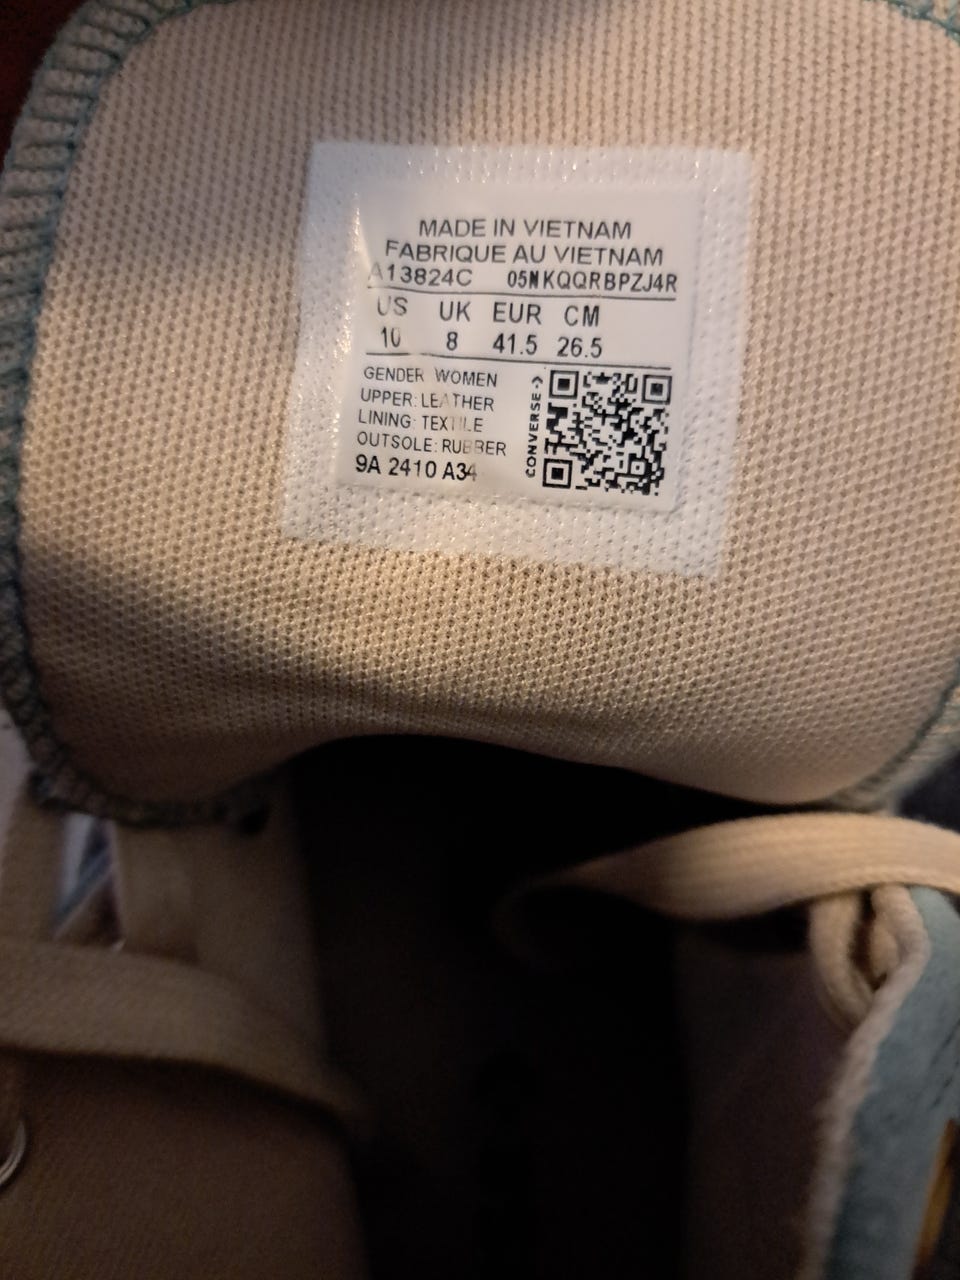 MADE IN VIETNAM
FABRIQUE AU VIETNAM
A13824C 05NKQQRBPZJ4R
US UK EUR CM
10 8 41.5 26.5
GENDER WOMEN
UPPER: LEATHER
LINING: TEXTILE
OUTSOLE: RUBBER
9A 2410 A34
CONVERSE->